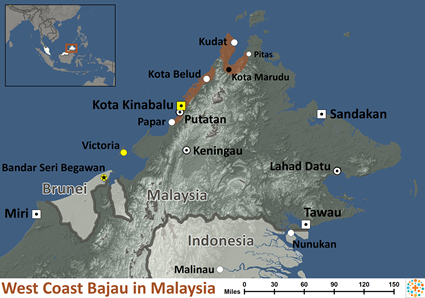 Kudat
Pitas
Kota Belud
Kota Marudu
Kota Kinabalu
Putatan
Papar
Sandakan
Victoria
Keningau
Bandar Seri Begawan
Lahad Datu
Brunei
Malaysia
Miri
Tawau
Indonesia
Nunukan
Malinau
West Coast Bajau in Malaysia
Miles 0 30 60 90 120 150